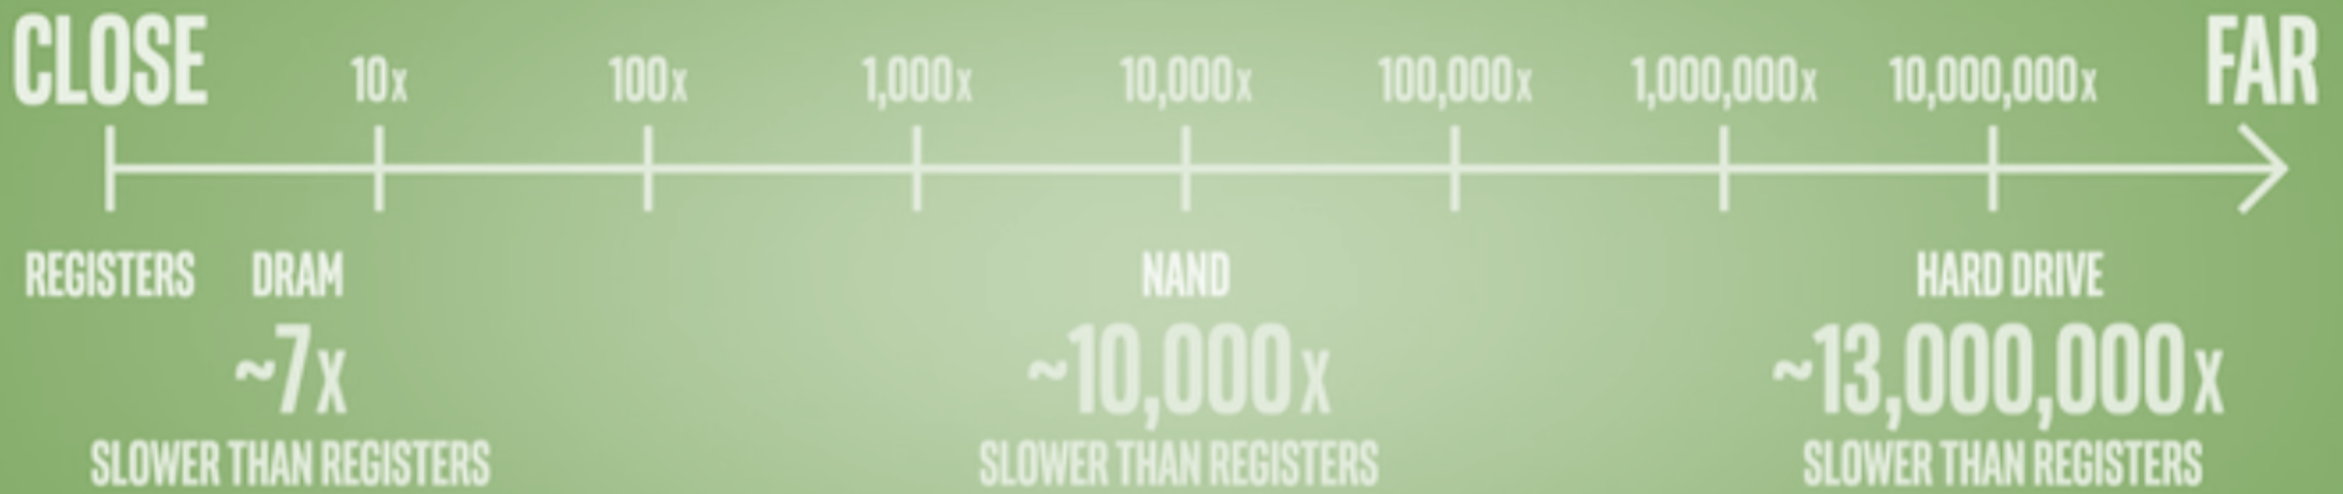 CLOSE 10x 100x 1,000x 10,000x 100,000x 1,000,000x 10,000,000x FAR
REGISTERS DRAM NAND HARD DRIVE
~7x ~10,000x ~13,000,000x
SLOWER THAN REGISTERS SLOWER THAN REGISTERS SLOWER THAN REGISTERS